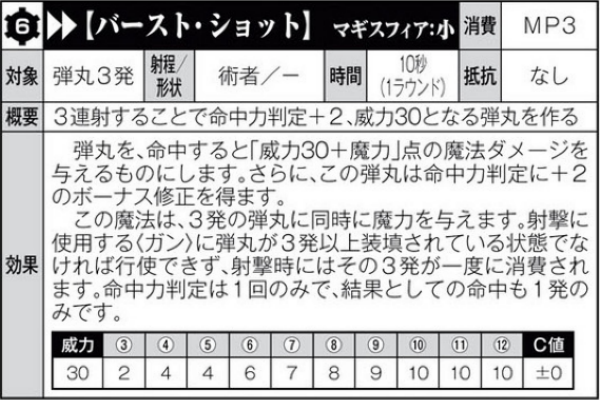 6 ▶▶【バースト・ショット】 マギスフィア:小 消費 MP3
対象 弾丸3発 射程/形状 術者/ー 時間 10秒(1ラウンド) 抵抗 なし
概要 3連射することで命中力判定+2、威力30となる弾丸を作る
効果
弾丸を、命中すると「威力30+魔力」点の魔法ダメージを
与えるものにします。さらに、この弾丸は命中力判定に+2
のボーナス修正を得ます。
この魔法は、3発の弾丸に同時に魔力を与えます。射撃に
使用する〈ガン〉に弾丸が3発以上装填されている状態でな
ければ行使できず、射撃時にはその3発が一度に消費され
ます。命中力判定は1回のみで、結果としての命中も1発の
みです。
威力 ③ ④ ⑤ ⑥ ⑦ ⑧ ⑨ ⑩ ⑪ ⑫ C値
30 2 4 4 6 7 8 9 10 10 10 ±0